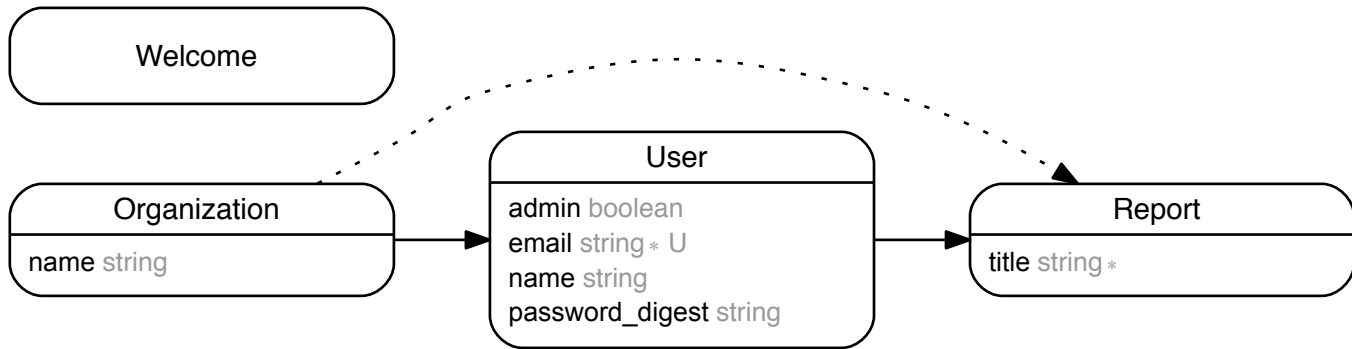 Welcome
Organization
name string
User
admin boolean
email string* U
name string
password_digest string
Report
title string*